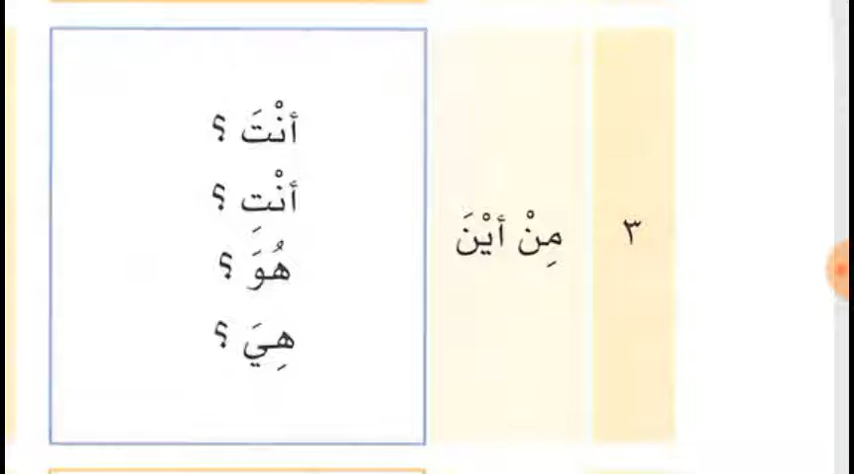 ٣
مِنْ أيْنَ
أنْتَ ؟
أنْتِ ؟
هُوَ ؟
هِيَ ؟